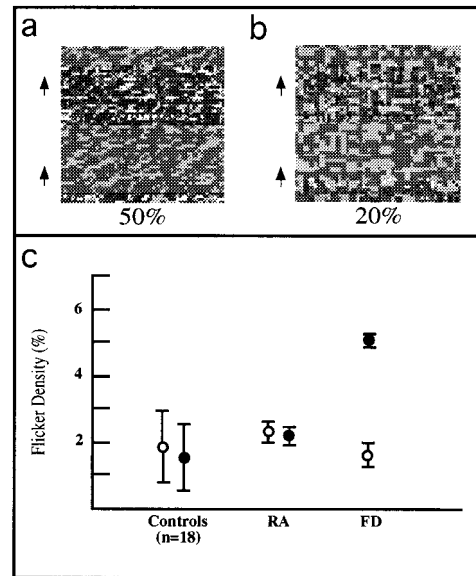 a
b
50%
20%
c
Flicker Density (%)
6
4
2
Controls
(n=18)
RA
FD